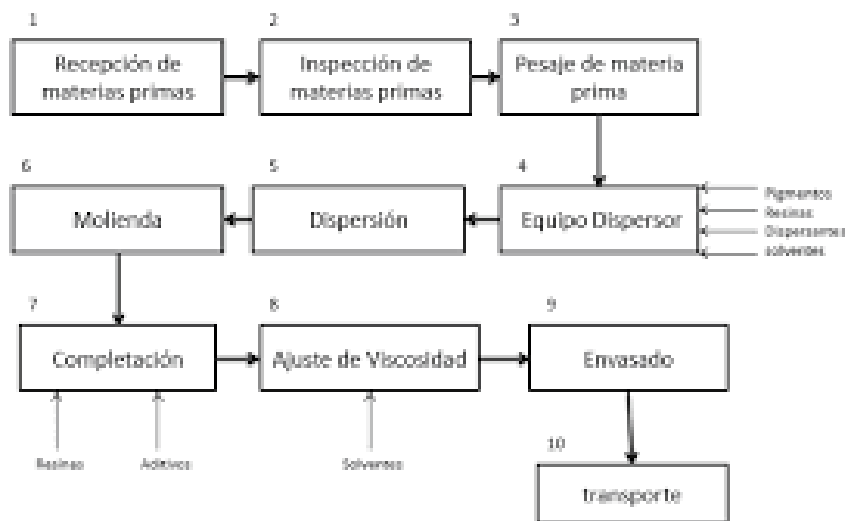 1
2
3
Recepción de
materias primas
Inspección de
materias primas
Pesaje de materia
prima
6
5
4
Molienda
Dispersión
Equipo Dispersor
Pigmentos
Resinas
Dispersantes
solventes
7
8
9
Completación
Ajuste de Viscosidad
Envasado
Resinas
Aditivos
Solventes
10
transporte